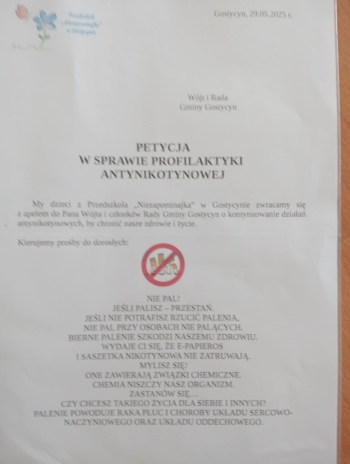 Przedszkole
„Niezapominajka”
w Gostycynie
Gostycyn, 29.05.2025 r.
Wójt i Rada
Gminy Gostycyn
PETYCJA
W SPRAWIE PROFILAKTYKI
ANTYNIKOTYNOWEJ
My dzieci z Przedszkola „Niezapominajka” w Gostycynie zwracamy się
z apelem do Pana Wójta i członków Rady Gminy Gostycyn o kontynuowanie działań
antynikotynowych, by chronić nasze zdrowie i życie.
Kierujemy prośby do dorosłych:
NIE PAL!
JEŚLI PALISZ – PRZESTAŃ.
JEŚLI NIE POTRAFISZ RZUCIĆ PALENIA,
NIE PAL PRZY OSOBACH NIE PALĄCYCH.
BIERNE PALENIE SZKODZI NASZEMU ZDROWIU.
WYDAJE CI SIĘ, ŻE E-PAPIEROS
I SASZETKA NIKOTYNOWA NIE ZATRUWAJĄ.
MYLISZ SIĘ!
ONE ZAWIERAJĄ ZWIĄZKI CHEMICZNE.
CHEMIA NISZCZY NASZ ORGANIZM.
ZASTANÓW SIĘ....
CZY CHCESZ TAKIEGO ŻYCIA DLA SIEBIE I INNYCH?
PALENIE POWODUJE RAKA PŁUC I CHOROBY UKŁADU SERCOWO-
NACZYNIOWEGO ORAZ UKŁADU ODDECHOWEGO.